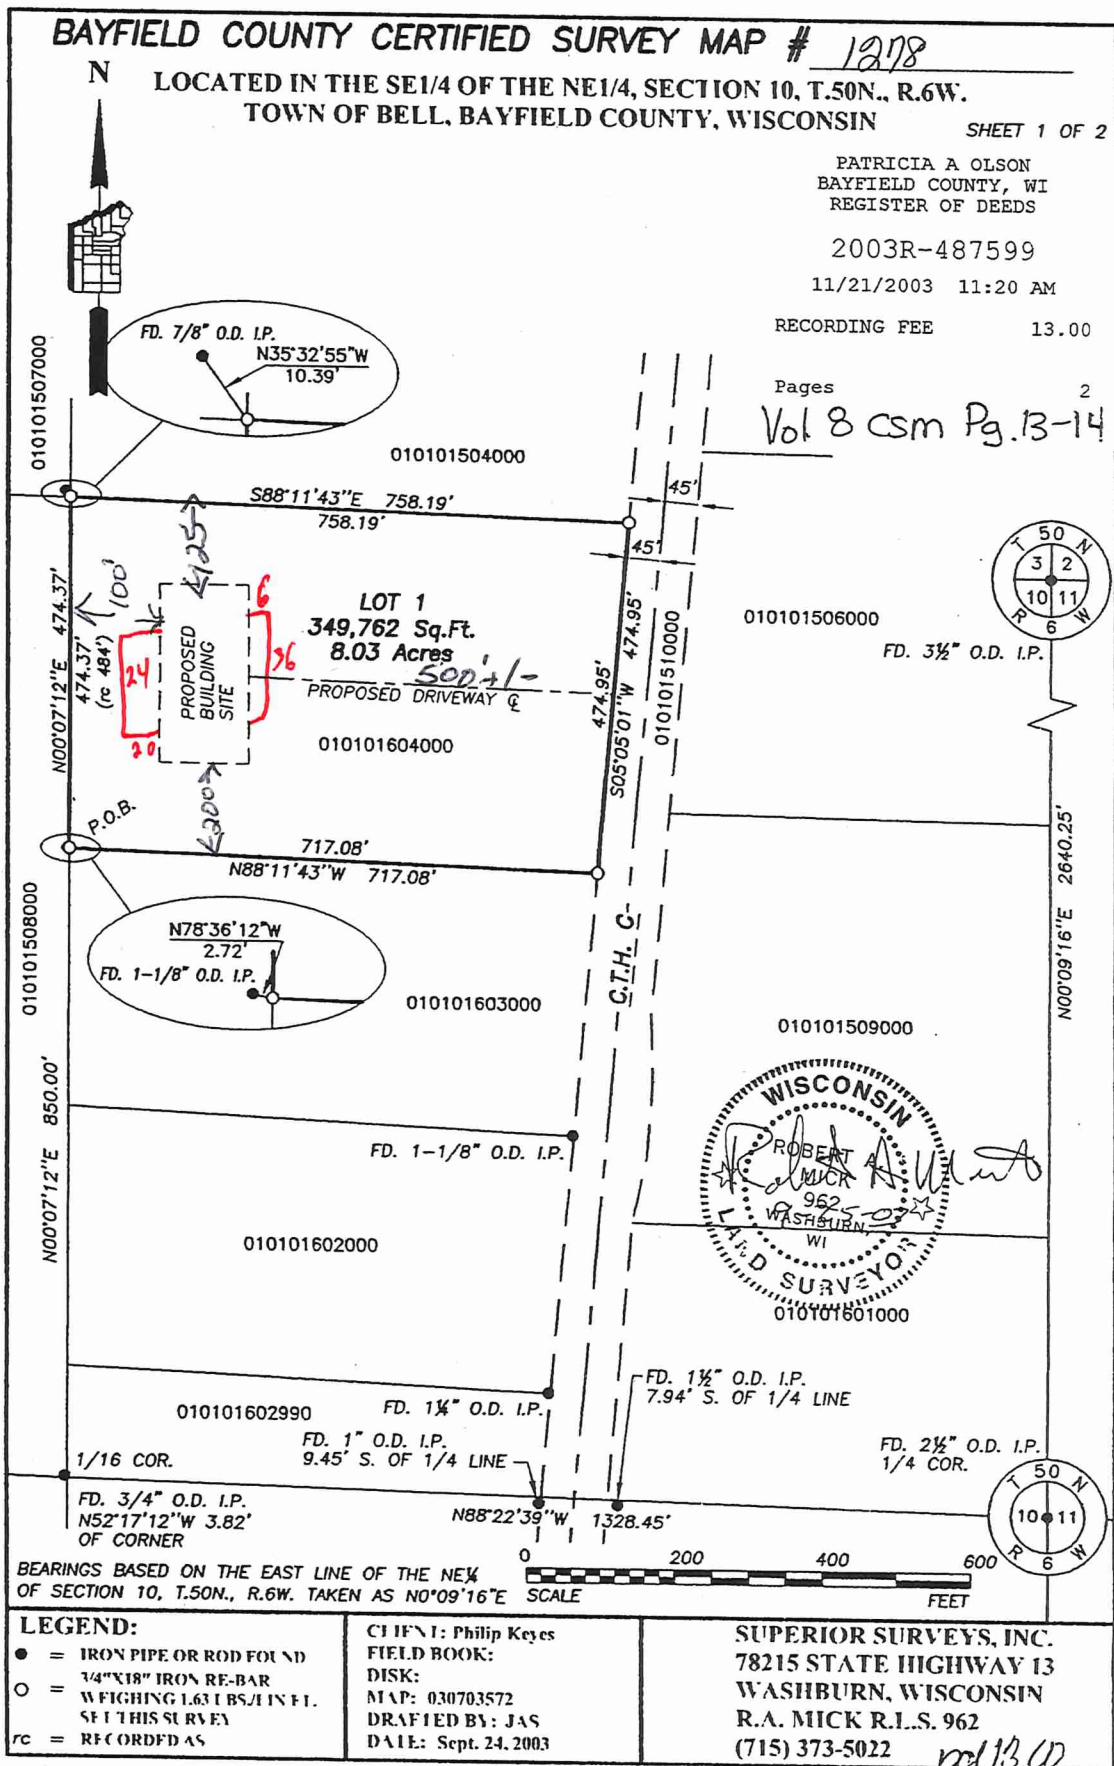 BAYFIELD COUNTY CERTIFIED SURVEY MAP # 1278
LOCATED IN THE SE1/4 OF THE NE1/4, SECTION 10, T.50N., R.6W.
TOWN OF BELL, BAYFIELD COUNTY, WISCONSIN
SHEET 1 OF 2
N
PATRICIA A OLSON
BAYFIELD COUNTY, WI
REGISTER OF DEEDS
2003R-487599
11/21/2003 11:20 AM
RECORDING FEE 13.00
Pages 2
Vol 8 CSM Pg.13-14
FD. 7/8" O.D. I.P.
N35°32'55"W
10.39'
010101507000
010101504000
S88°11'43"E 758.19'
758.19'
45'
45'
125
100'
N00°07'12"E 474.37'
474.37'
(rc 484')
24
20
6
36
PROPOSED
BUILDING
SITE
LOT 1
349,762 Sq.Ft.
8.03 Acres
500' +/-
PROPOSED DRIVEWAY ℄
010101604000
474.95'
S05°05'01"W 474.95'
010101510000
010101506000
T 50 N
3 2
10 11
R 6 W
FD. 3½" O.D. I.P.
200
P.O.B.
717.08'
N88°11'43"W 717.08'
010101508000
N78°36'12"W
2.72'
FD. 1-1/8" O.D. I.P.
010101603000
C.T.H. C
N00°09'16"E 2640.25'
010101509000
WISCONSIN
ROBERT A.
MICK
962
WASHBURN,
WI
LAND SURVEYOR
N00°07'12"E 850.00'
FD. 1-1/8" O.D. I.P.
010101602000
010101601000
FD. 1½" O.D. I.P.
7.94' S. OF 1/4 LINE
010101602990
FD. 1¼" O.D. I.P.
FD. 1" O.D. I.P.
9.45' S. OF 1/4 LINE
FD. 2½" O.D. I.P.
1/4 COR.
1/16 COR.
FD. 3/4" O.D. I.P.
N52°17'12"W 3.82'
OF CORNER
N88°22'39"W 1328.45'
T 50 N
10 11
R 6 W
BEARINGS BASED ON THE EAST LINE OF THE NE¼
OF SECTION 10, T.50N., R.6W. TAKEN AS N0°09'16"E
0 200 400 600
SCALE FEET
LEGEND:
● = IRON PIPE OR ROD FOUND
○ = 3/4"X18" IRON RE-BAR
WEIGHING 1.63 LBS./LIN FT.
SET THIS SURVEY
rc = RECORDED AS
CLIENT: Philip Keyes
FIELD BOOK:
DISK:
MAP: 030703572
DRAFTED BY: JAS
DATE: Sept. 24, 2003
SUPERIOR SURVEYS, INC.
78215 STATE HIGHWAY 13
WASHBURN, WISCONSIN
R.A. MICK R.L.S. 962
(715) 373-5022